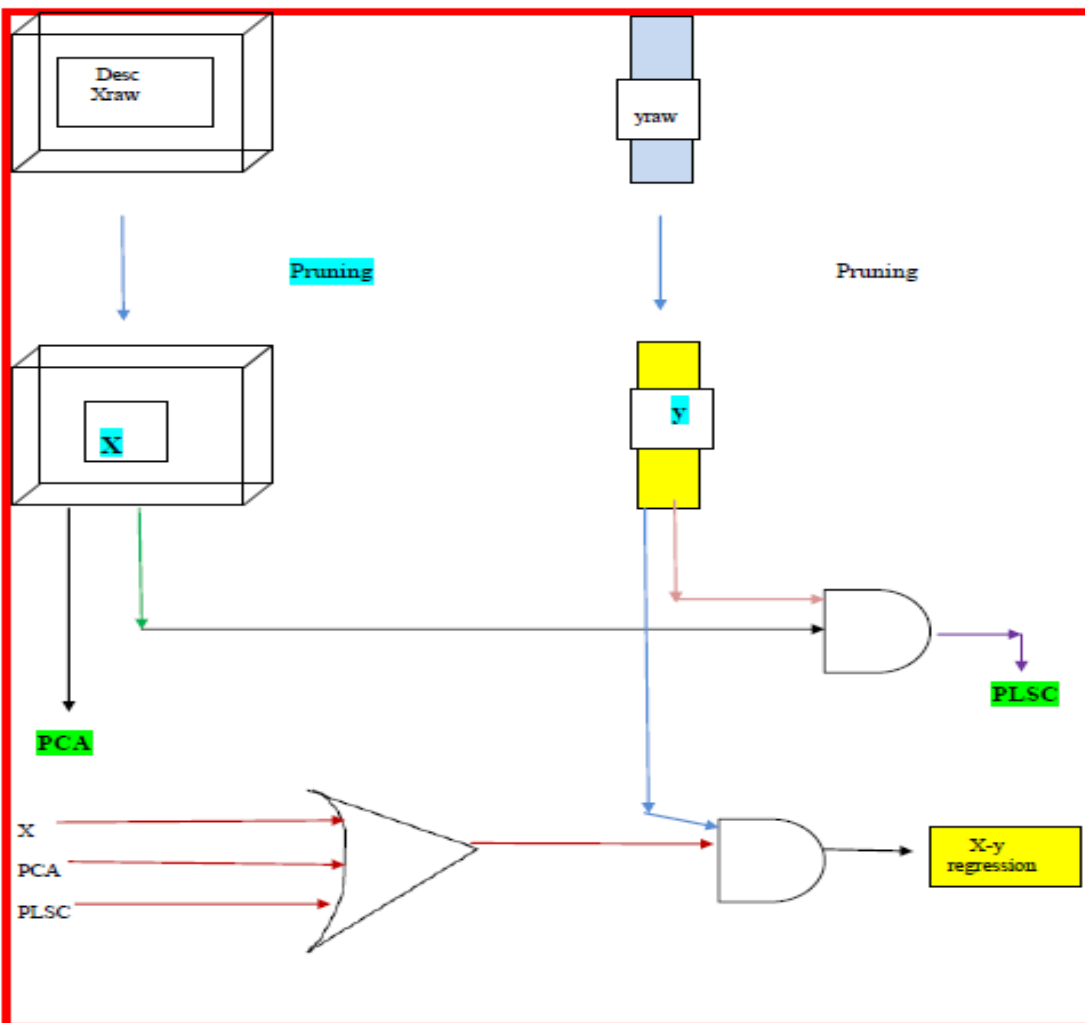 Desc
Xraw
yraw
Pruning
Pruning
X
y
PLSC
PCA
X
PCA
PLSC
X-y
regression